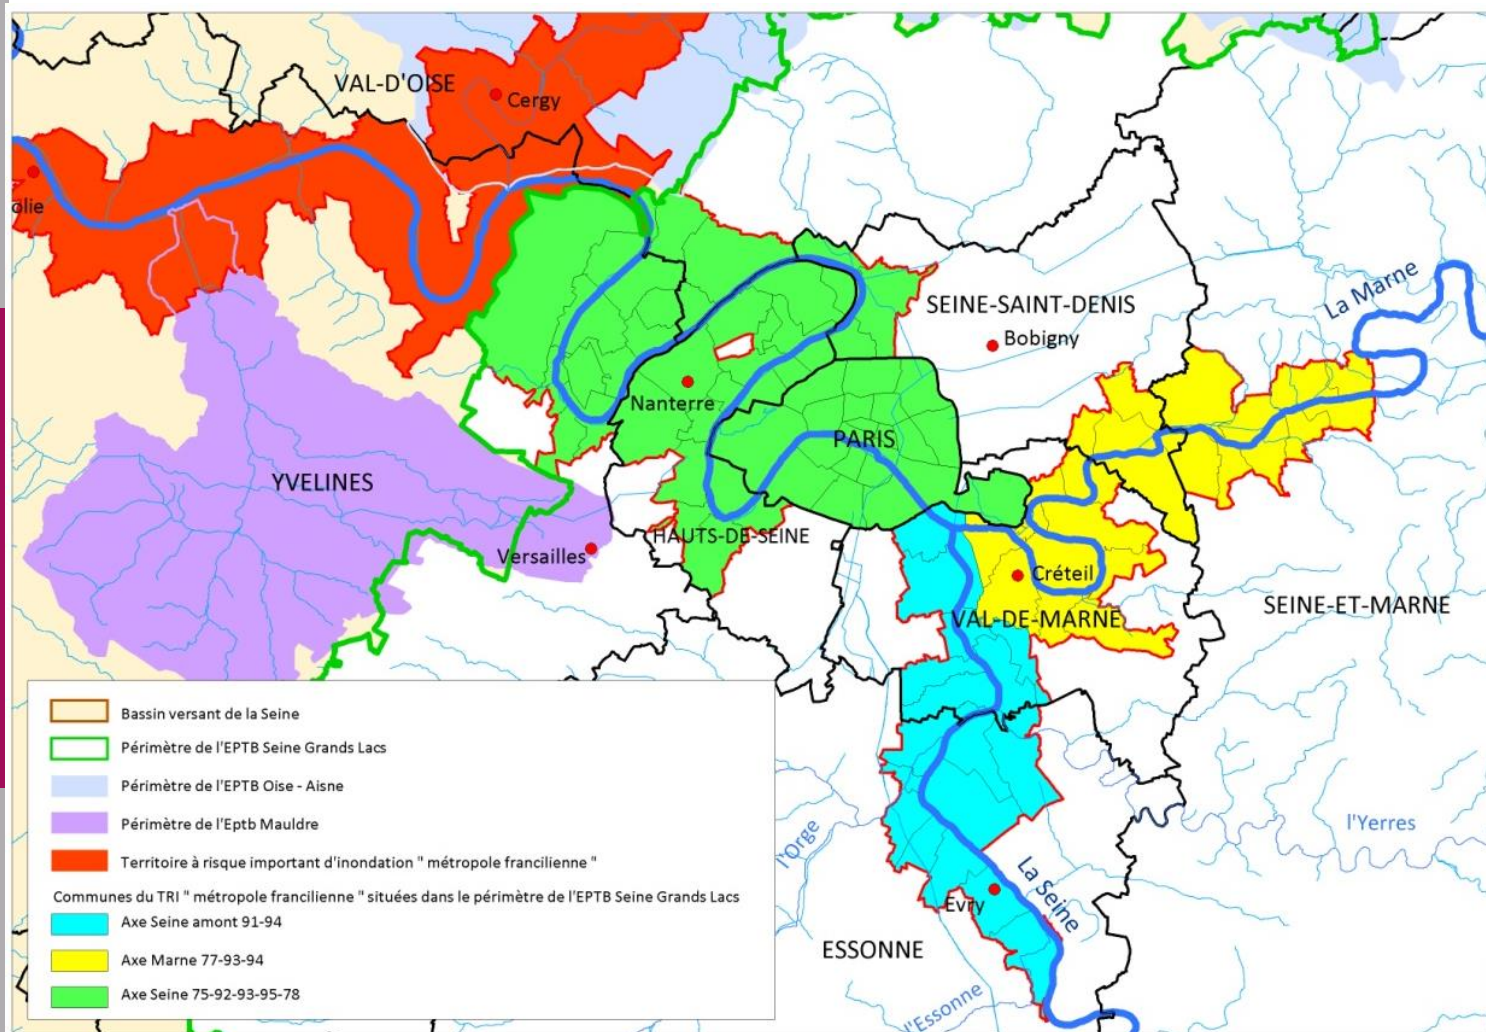 VAL-D'OISE
Cergy
olie
La Marne
SEINE-SAINT-DENIS
Bobigny
Nanterre
PARIS
YVELINES
HAUTS-DE-SEINE
Versailles
Créteil
VAL-DE-MARNE
SEINE-ET-MARNE
l'Orge
l'Yerres
La Seine
Evry
ESSONNE
l'Essonne
Bassin versant de la Seine
Périmètre de l'EPTB Seine Grands Lacs
Périmètre de l'EPTB Oise - Aisne
Périmètre de l'Eptb Mauldre
Territoire à risque important d'inondation " métropole francilienne "
Communes du TRI " métropole francilienne " situées dans le périmètre de l'EPTB Seine Grands Lacs
Axe Seine amont 91-94
Axe Marne 77-93-94
Axe Seine 75-92-93-95-78